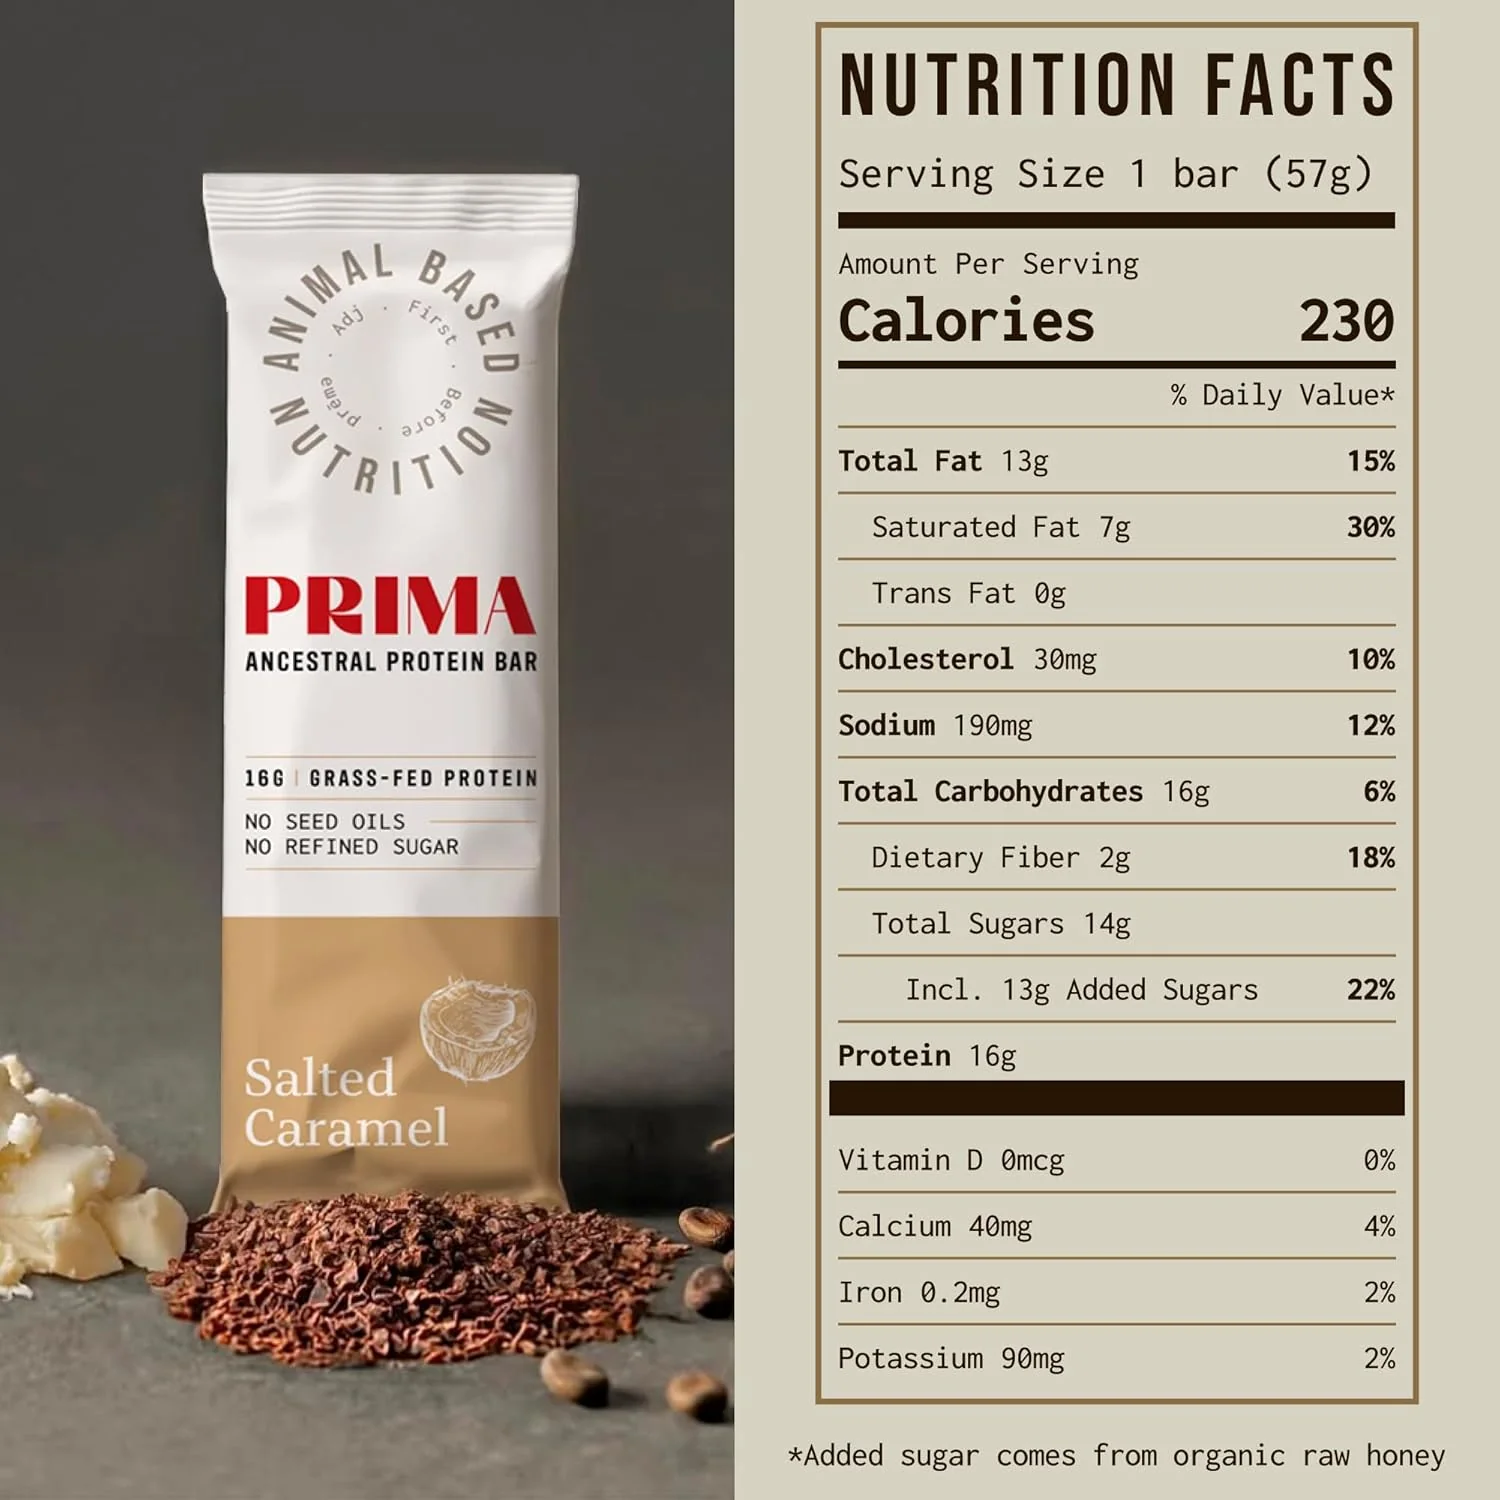 ANIMAL BASED
NUTRITION
Adj · First · Before · prēme ·
PRIMA
ANCESTRAL PROTEIN BAR
16G | GRASS-FED PROTEIN
NO SEED OILS
NO REFINED SUGAR
Salted
Caramel
NUTRITION FACTS
Serving Size 1 bar (57g)
Amount Per Serving
Calories 230
% Daily Value*
Total Fat 13g 15%
Saturated Fat 7g 30%
Trans Fat 0g
Cholesterol 30mg 10%
Sodium 190mg 12%
Total Carbohydrates 16g 6%
Dietary Fiber 2g 18%
Total Sugars 14g
Incl. 13g Added Sugars 22%
Protein 16g
Vitamin D 0mcg 0%
Calcium 40mg 4%
Iron 0.2mg 2%
Potassium 90mg 2%
*Added sugar comes from organic raw honey